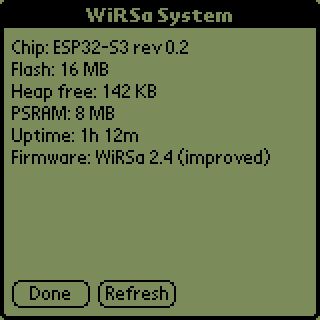 WiRSa System
Chip: ESP32-S3 rev 0.2
Flash: 16 MB
Heap free: 142 KB
PSRAM: 8 MB
Uptime: 1h 12m
Firmware: WiRSa 2.4 (improved)
Done
Refresh